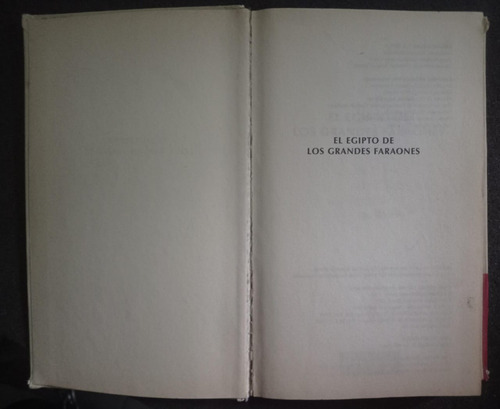 EL EGIPTO DE
LOS GRANDES FARAONES